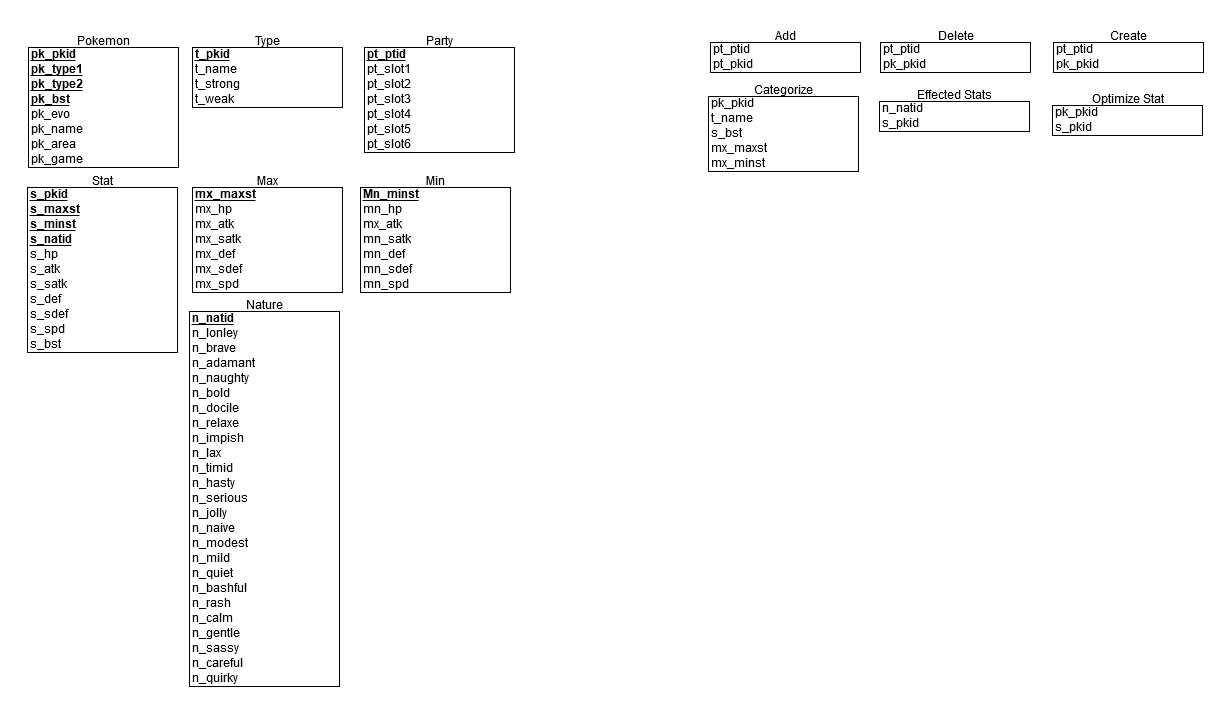 Pokemon
pk_pkid
pk_type1
pk_type2
pk_bst
pk_evo
pk_name
pk_area
pk_game
Type
t_pkid
t_name
t_strong
t_weak
Party
pt_ptid
pt_slot1
pt_slot2
pt_slot3
pt_slot4
pt_slot5
pt_slot6
Stat
s_pkid
s_maxst
s_minst
s_natid
s_hp
s_atk
s_satk
s_def
s_sdef
s_spd
s_bst
Max
mx_maxst
mx_hp
mx_atk
mx_satk
mx_def
mx_sdef
mx_spd
Min
Mn_minst
mn_hp
mx_atk
mn_satk
mn_def
mn_sdef
mn_spd
Nature
n_natid
n_lonley
n_brave
n_adamant
n_naughty
n_bold
n_docile
n_relaxe
n_impish
n_lax
n_timid
n_hasty
n_serious
n_jolly
n_naive
n_modest
n_mild
n_quiet
n_bashful
n_rash
n_calm
n_gentle
n_sassy
n_careful
n_quirky
Add
pt_ptid
pt_pkid
Delete
pt_ptid
pk_pkid
Create
pt_ptid
pk_pkid
Categorize
pk_pkid
t_name
s_bst
mx_maxst
mx_minst
Effected Stats
n_natid
s_pkid
Optimize Stat
pk_pkid
s_pkid